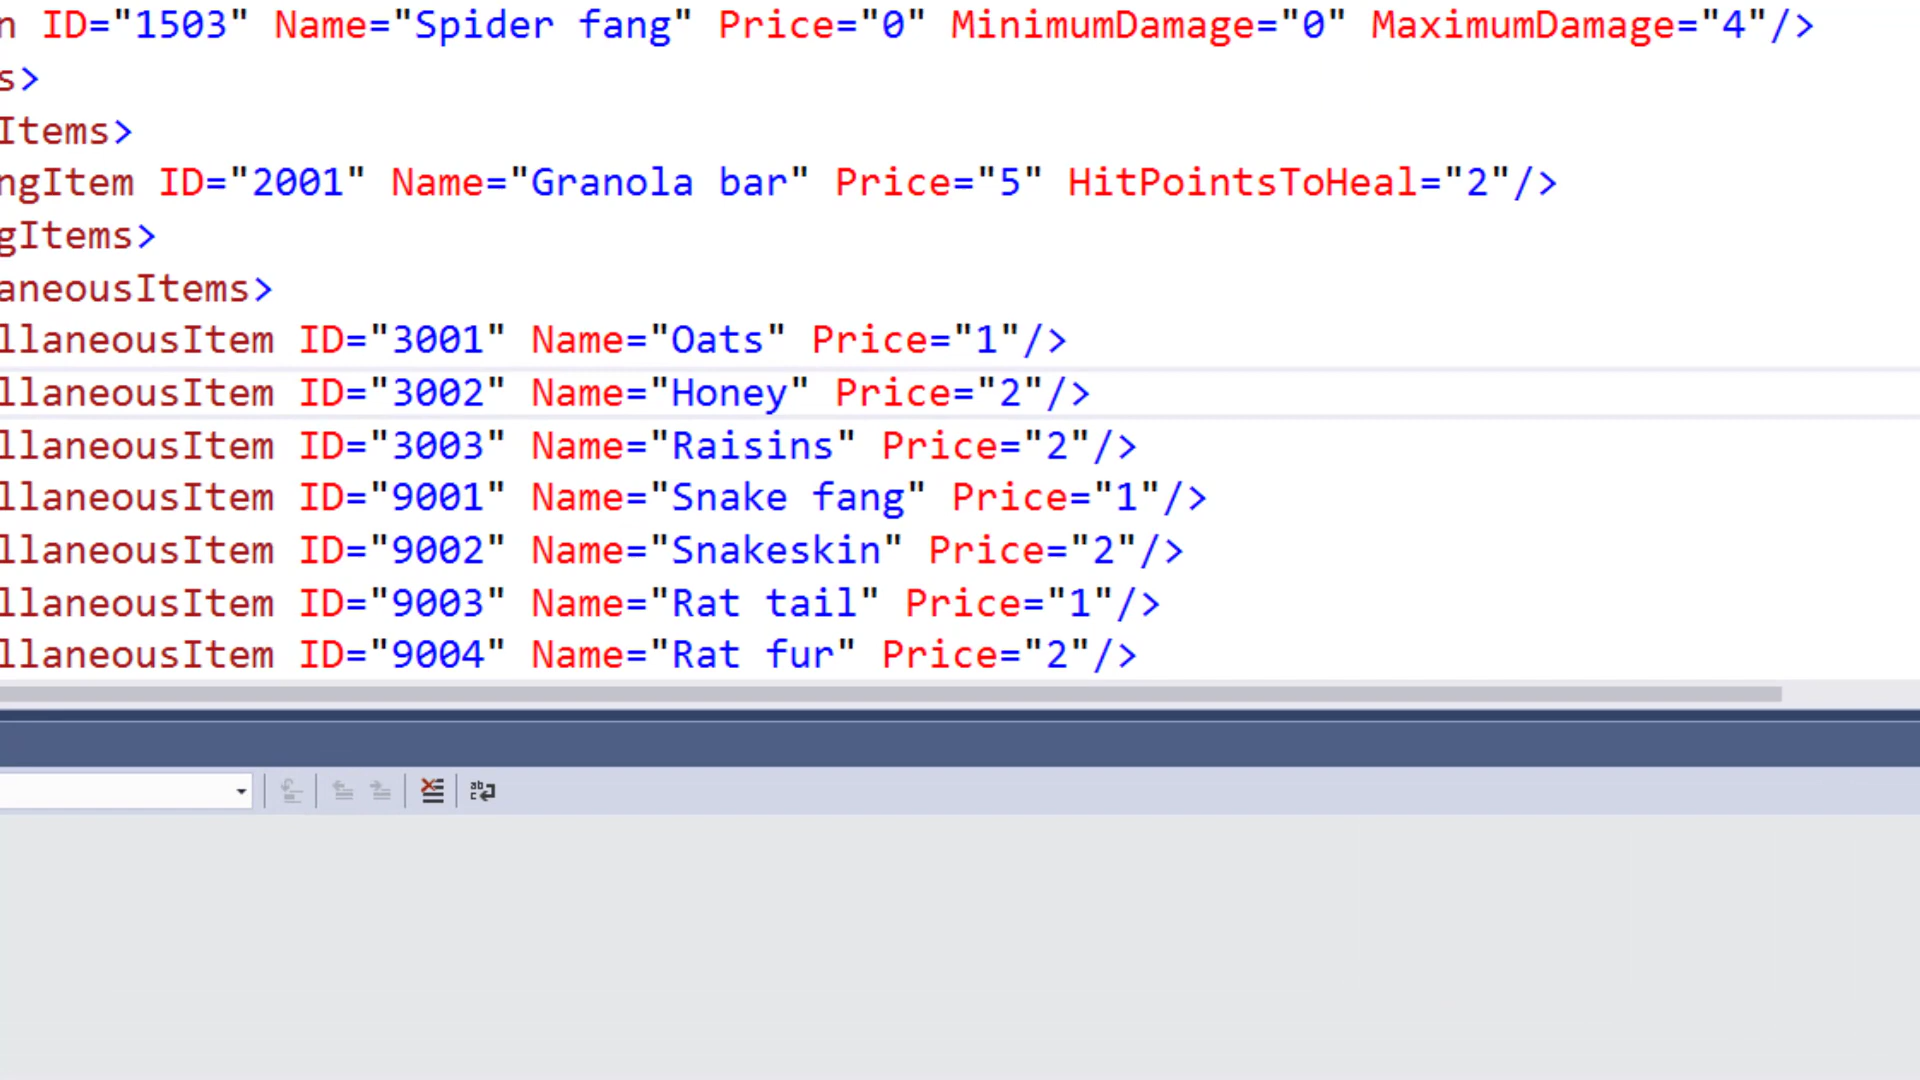 n ID="1503" Name="Spider fang" Price="0" MinimumDamage="0" MaximumDamage="4"/>
s>
Items>
ngItem ID="2001" Name="Granola bar" Price="5" HitPointsToHeal="2"/>
gItems>
aneousItems>
llaneousItem ID="3001" Name="Oats" Price="1"/>
llaneousItem ID="3002" Name="Honey" Price="2"/>
llaneousItem ID="3003" Name="Raisins" Price="2"/>
llaneousItem ID="9001" Name="Snake fang" Price="1"/>
llaneousItem ID="9002" Name="Snakeskin" Price="2"/>
llaneousItem ID="9003" Name="Rat tail" Price="1"/>
llaneousItem ID="9004" Name="Rat fur" Price="2"/>